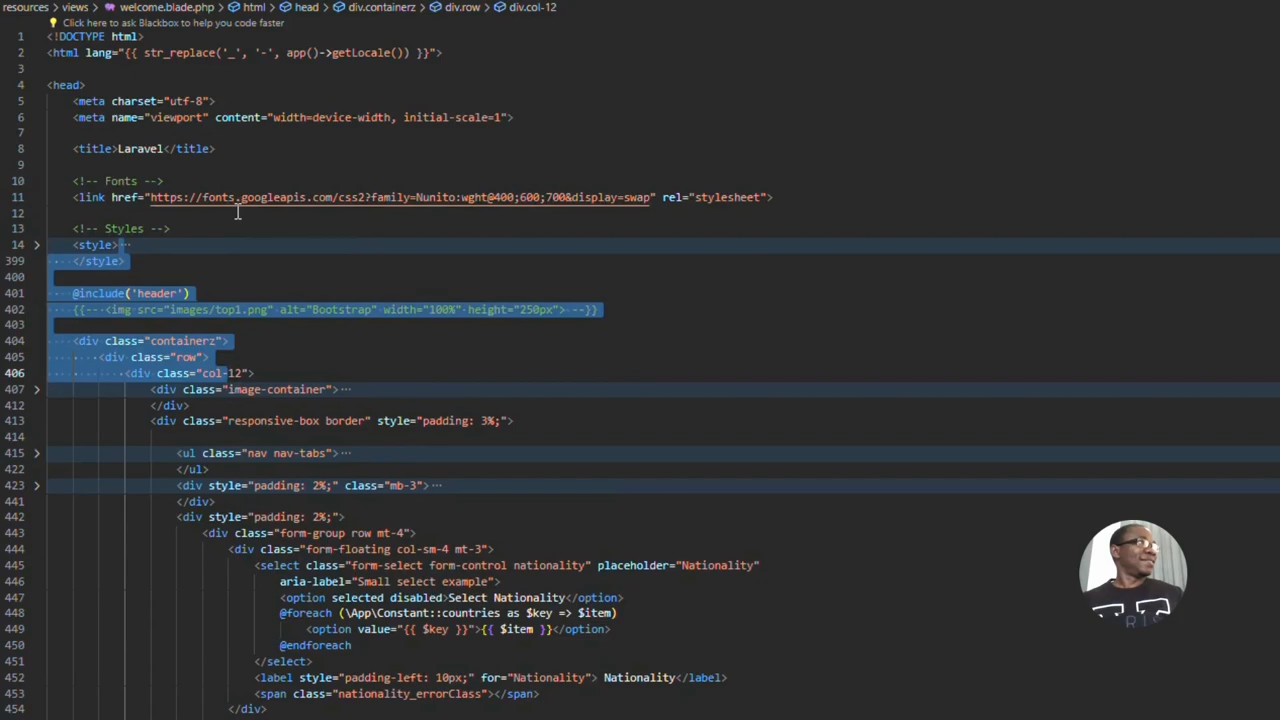 resources > views > welcome.blade.php > html > head > div.containerz > div.row > div.col-12
Click here to ask Blackbox to help you code faster
1 <!DOCTYPE html>
2 <html lang="{{ str_replace('_', '-', app()->getLocale()) }}">
3
4 <head>
5 <meta charset="utf-8">
6 <meta name="viewport" content="width=device-width, initial-scale=1">
7
8 <title>Laravel</title>
9
10 <!-- Fonts -->
11 <link href="https://fonts.googleapis.com/css2?family=Nunito:wght@400;600;700&display=swap" rel="stylesheet">
12
13 <!-- Styles -->
14 <style>···
399 </style>
400
401 @include('header')
402 {{-- <img src="images/top1.png" alt="Bootstrap" width="100%" height="250px"> --}}
403
404 <div class="containerz">
405 <div class="row">
406 <div class="col-12">
407 <div class="image-container">···
412 </div>
413 <div class="responsive-box border" style="padding: 3%;">
414
415 <ul class="nav nav-tabs">···
422 </ul>
423 <div style="padding: 2%;" class="mb-3">···
441 </div>
442 <div style="padding: 2%;">
443 <div class="form-group row mt-4">
444 <div class="form-floating col-sm-4 mt-3">
445 <select class="form-select form-control nationality" placeholder="Nationality"
446 aria-label="Small select example">
447 <option selected disabled>Select Nationality</option>
448 @foreach (\App\Constant::countries as $key => $item)
449 <option value="{{ $key }}">{{ $item }}</option>
450 @endforeach
451 </select>
452 <label style="padding-left: 10px;" for="Nationality"> Nationality</label>
453 <span class="nationality_errorClass"></span>
454 </div>